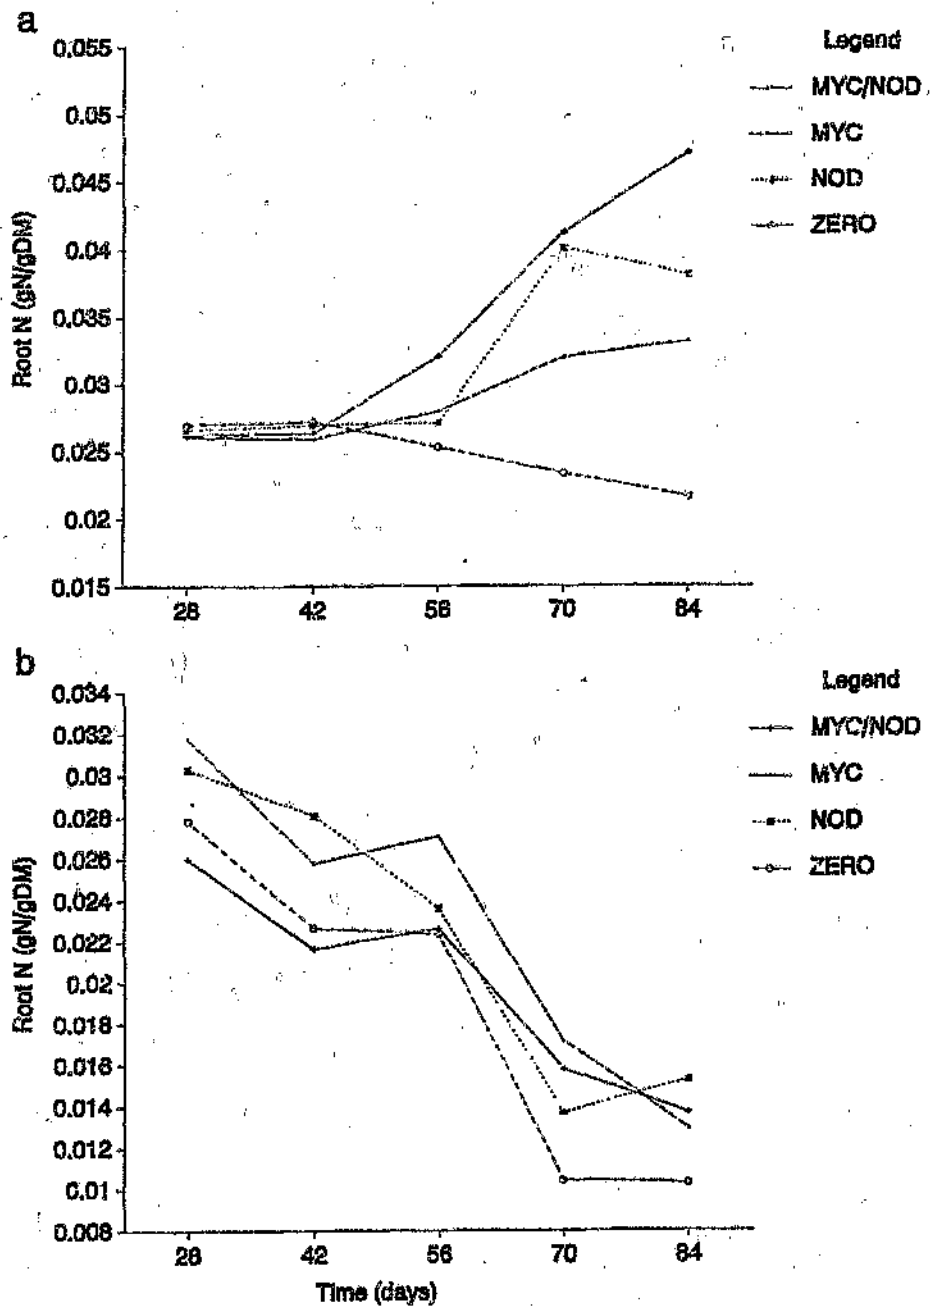 a
Legend
MYC/NOD
MYC
NOD
ZERO
Root N (gN/gDM)
0.055
0.05
0.045
0.04
0.035
0.03
0.025
0.02
0.015
28 42 56 70 84
b
Legend
MYC/NOD
MYC
NOD
ZERO
Root N (gN/gDM)
0.034
0.032
0.03
0.028
0.026
0.024
0.022
0.02
0.018
0.016
0.014
0.012
0.01
0.008
28 42 56 70 84
Time (days)